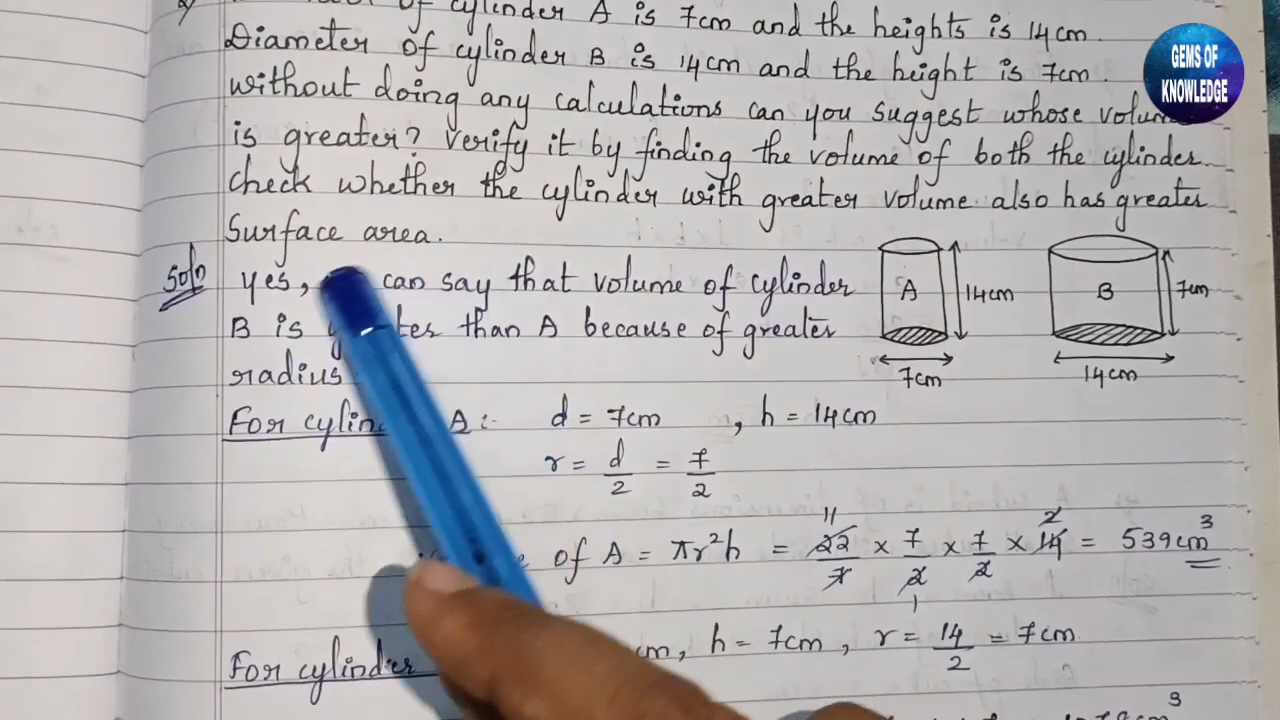 of cylinder A is 7cm and the heights is 14cm.
Diameter of cylinder B is 14cm and the height is 7cm.
without doing any calculations can you suggest whose
is greater? Verify it by finding the volume of both the cylinder.
check whether the cylinder with greater volume also has greater
Surface area.
Soln yes, can say that volume of cylinder
B is than A because of greater
radius
A 14cm B 7cm
7cm 14cm
For A:- d = 7cm , h = 14cm
r = d/2 = 7/2
of A = πr²h = 22/7 × 7/2 × 7/2 × 14 = 539cm³
11 2
1
For cylinder cm, h = 7cm, r = 14/2 = 7cm
GEMS OF
KNOWLEDGE